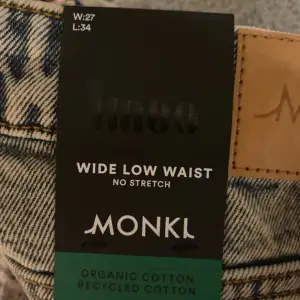 W:27
L:34
WIDE LOW WAIST
NO STRETCH
MONKI
ORGANIC COTTON
RECYCLED COTTON
M